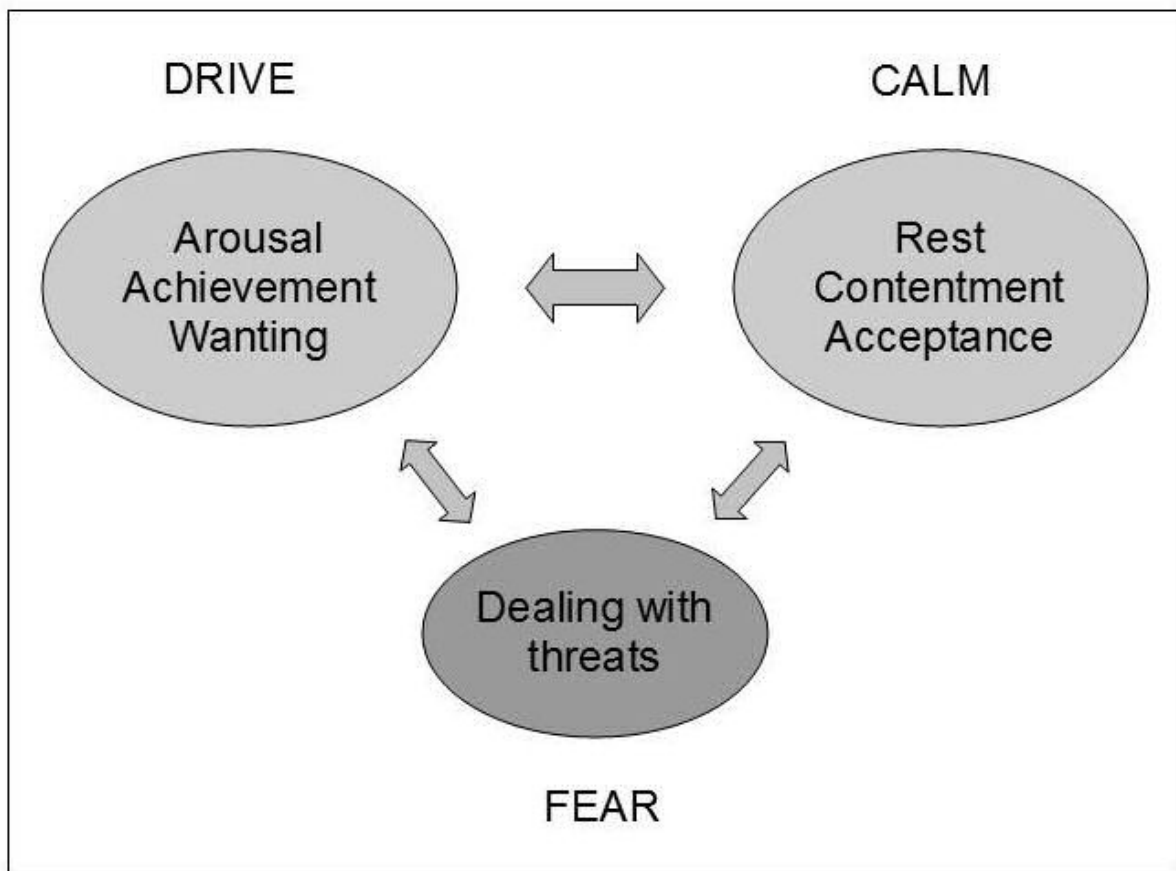 DRIVE
CALM
Arousal
Achievement
Wanting
Rest
Contentment
Acceptance
Dealing with
threats
FEAR